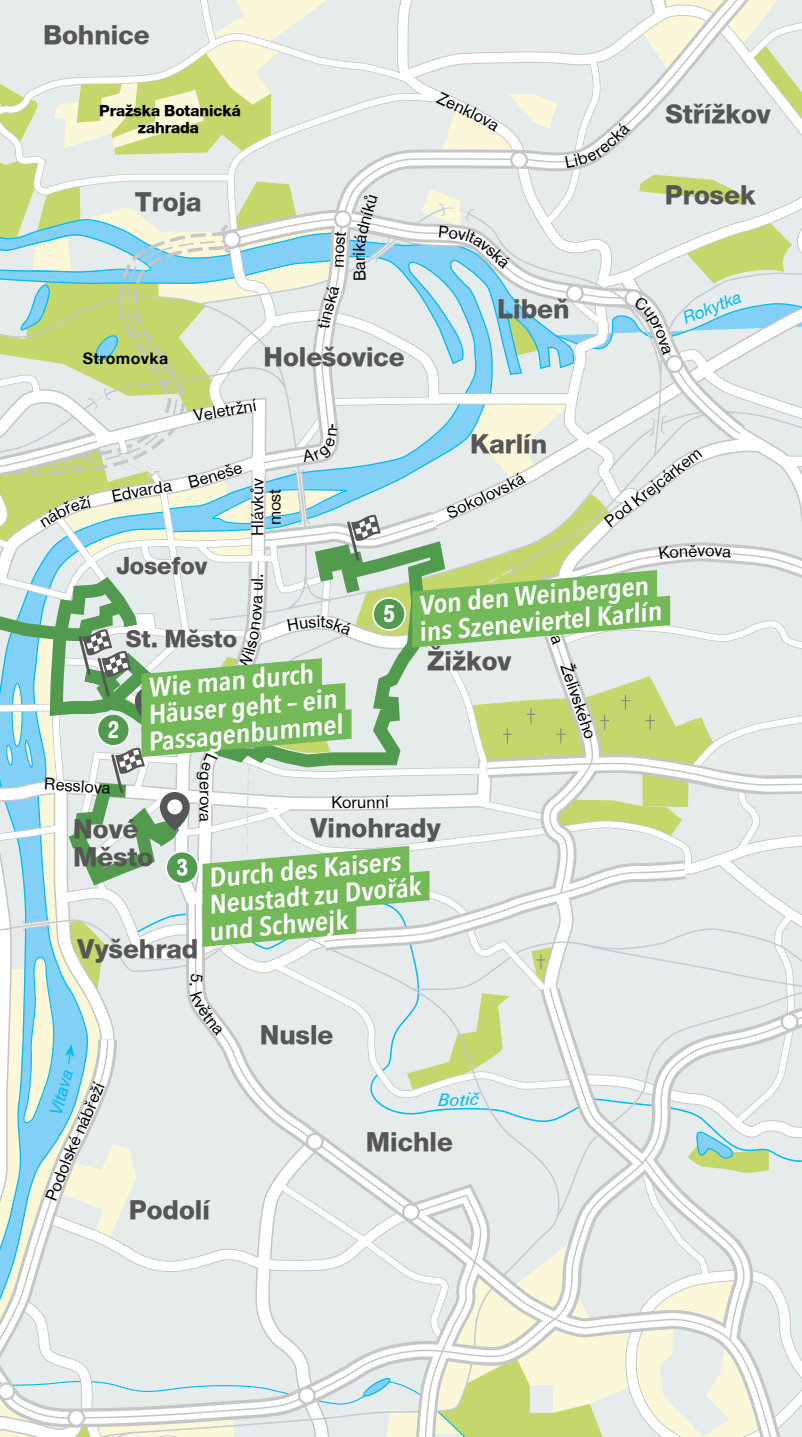 Bohnice
Pražska Botanická
zahrada
Zenklova
Střížkov
Liberecká
Prosek
Troja
most
Barikádníků
Povltavská
tinská
Libeň
Rokytka
Cuprova
Stromovka
Holešovice
Veletržní
Argen-
Karlín
nábřeží Edvarda Beneše
Hlávkův
most
Sokolovská
Pod Krejcárkem
Josefov
Koněvova
Wilsonova ul.
Husitská
5
Von den Weinbergen
ins Szeneviertel Karlín
St. Město
Žižkov
a
Želivského
Wie man durch
Häuser geht – ein
Passagenbummel
2
Resslova
Legerova
Korunní
Nové
Město
Vinohrady
3
Durch des Kaisers
Neustadt zu Dvořák
und Schwejk
Vyšehrad
5. května
Nusle
Vltava
Botič
Podolské nábřeží
Michle
Podolí